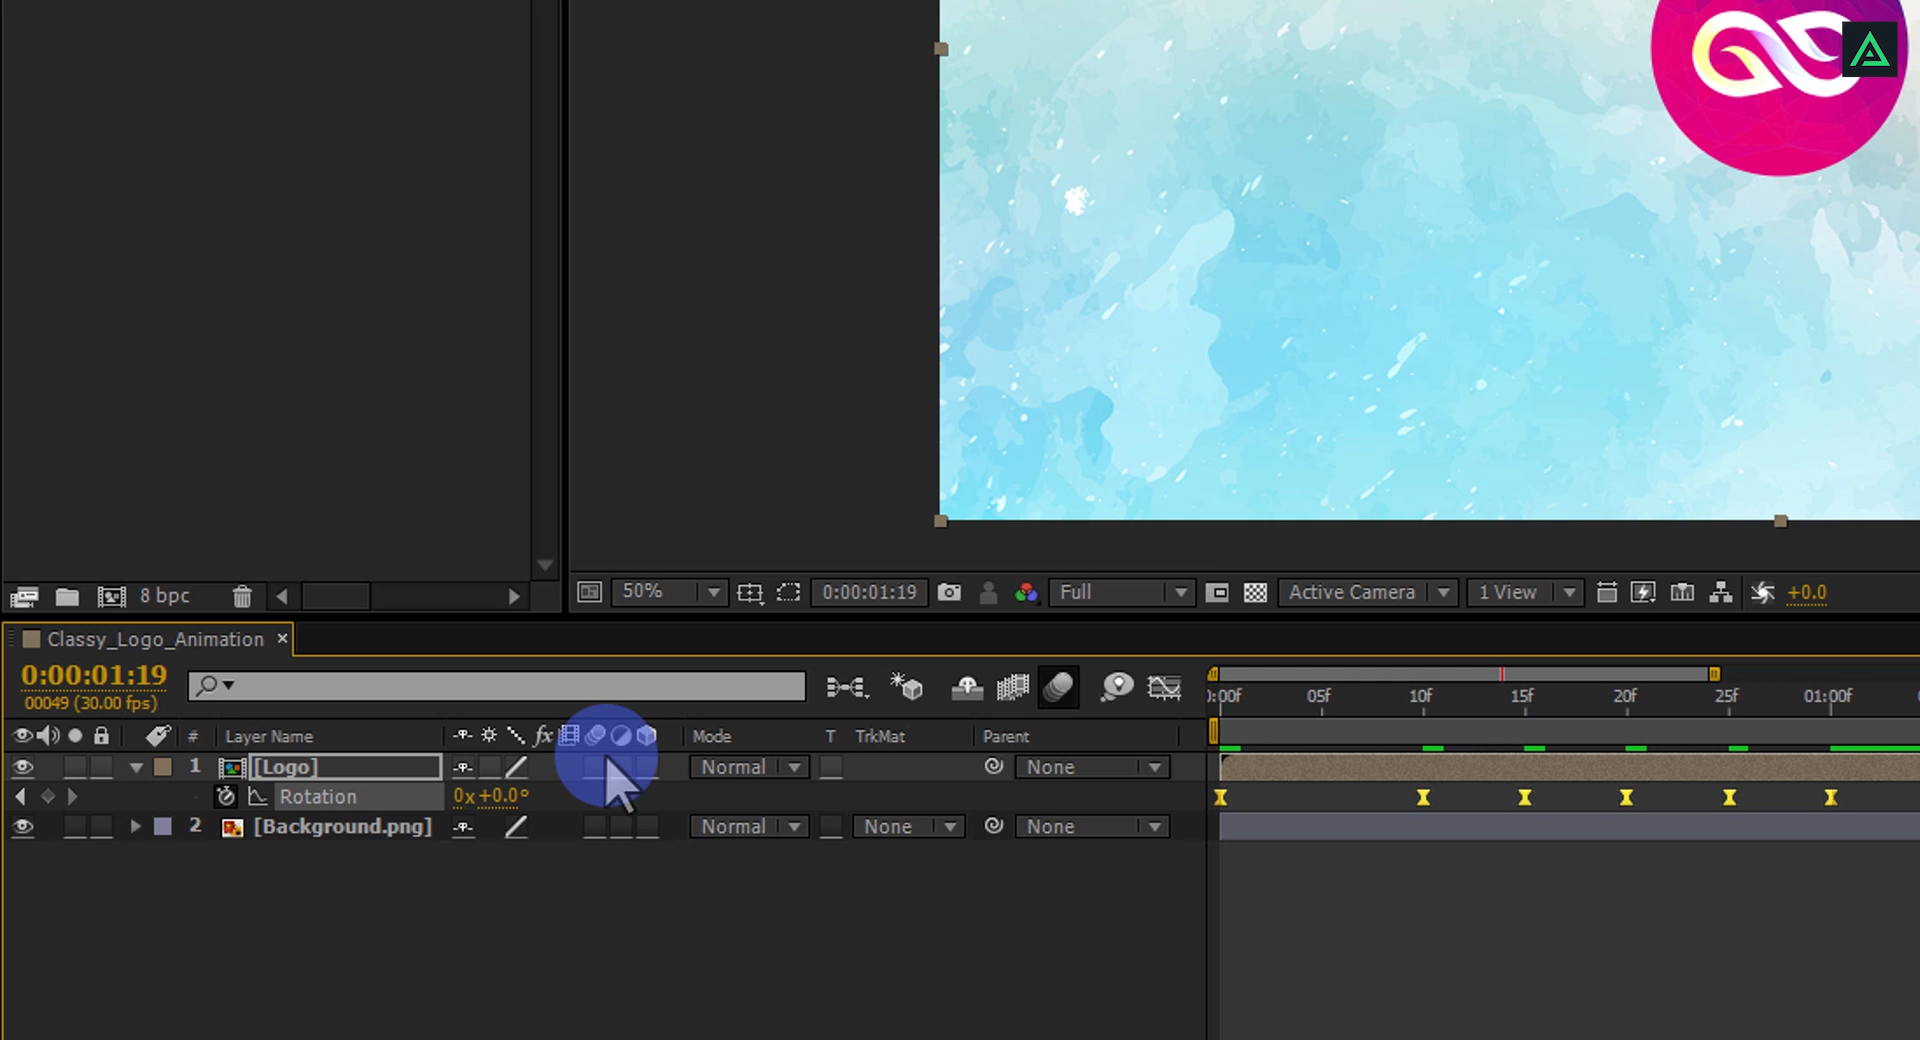 8 bpc
50%
0:00:01:19
Full
Active Camera
1 View
+0.0
Classy_Logo_Animation ×
0:00:01:19
00049 (30.00 fps)
):00f 05f 10f 15f 20f 25f 01:00f
# Layer Name fx Mode T TrkMat Parent
1 [Logo] Normal None
Rotation 0x+0.0°
2 [Background.png] Normal None None